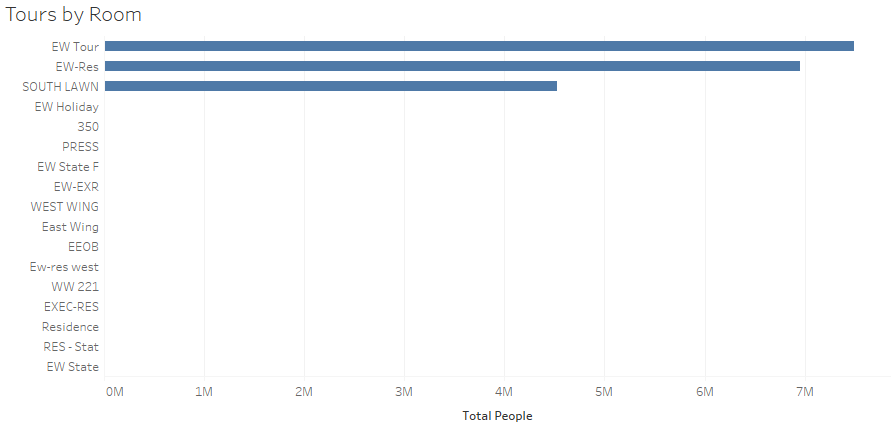 Tours by Room
EW Tour
EW-Res
SOUTH LAWN
EW Holiday
350
PRESS
EW State F
EW-EXR
WEST WING
East Wing
EEOB
Ew-res west
WW 221
EXEC-RES
Residence
RES - Stat
EW State
0M 1M 2M 3M 4M 5M 6M 7M
Total People